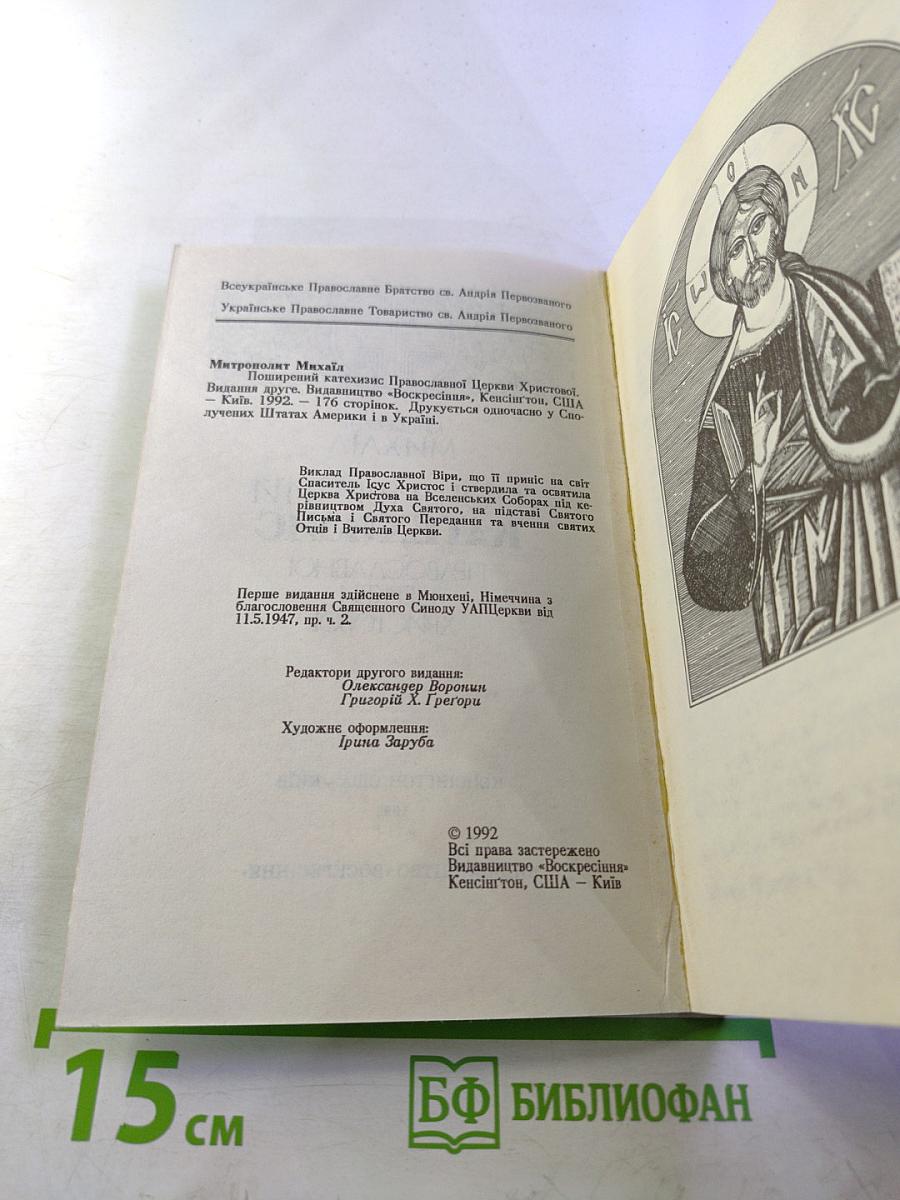 Всеукраїнське Православне Братство св. Андрія Первозваного
Українське Православне Товариство св. Андрія Первозваного
Митрополит Михаїл
Поширений катехизис Православної Церкви Христової.
Видання друге. Видавництво «Воскресіння», Кенсінґтон, США
— Київ. 1992. — 176 сторінок. Друкується одночасно у Спо-
лучених Штатах Америки і в Україні.
Виклад Православної Віри, що її приніс на світ
Спаситель Ісус Христос і ствердила та освятила
Церква Христова на Вселенських Соборах під ке-
рівництвом Духа Святого, на підставі Святого
Письма і Святого Передання та вчення святих
Отців і Вчителів Церкви.
Перше видання здійснене в Мюнхені, Німеччина з
благословення Священного Синоду УАПЦеркви від
11.5.1947, пр. ч. 2.
Редактори другого видання:
Олександер Воронин
Григорій Х. Ґреґори
Художнє оформлення:
Ірина Заруба
© 1992
Всі права застережено
Видавництво «Воскресіння»
Кенсінґтон, США — Київ
ІС
ХС
Ѡ О N
15 см
БФ БИБЛИОФАН